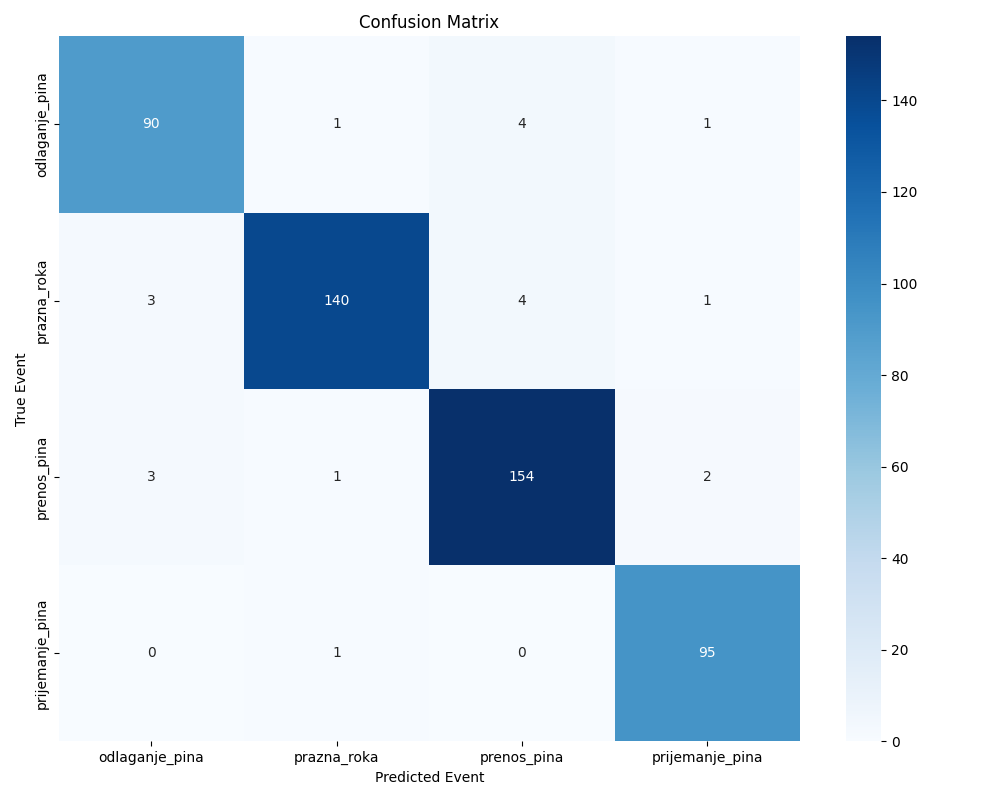 Confusion Matrix
True Event
odlaganje_pina
90 1 4 1
prazna_roka
3 140 4 1
prenos_pina
3 1 154 2
prijemanje_pina
0 1 0 95
odlaganje_pina prazna_roka prenos_pina prijemanje_pina
Predicted Event
140
120
100
80
60
40
20
0